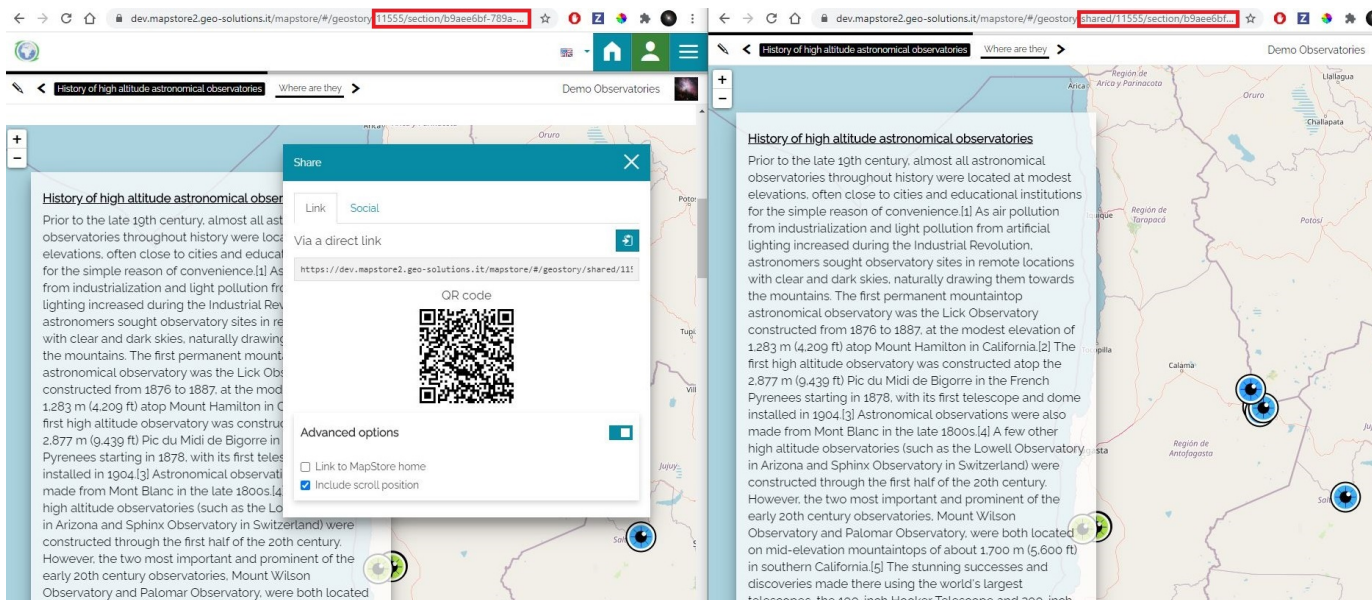 dev.mapstore2.geo-solutions.it/mapstore/#/geostory/11555/section/b9aee6bf-789a-...
History of high altitude astronomical observatories
Where are they
Demo Observatories
+
−
Oruro
History of high altitude astronomical obser
Prior to the late 19th century, almost all ast
observatories throughout history were loca
elevations, often close to cities and educat
for the simple reason of convenience.[1] As
from industrialization and light pollution fro
lighting increased during the Industrial Rev
astronomers sought observatory sites in re
with clear and dark skies, naturally drawing
the mountains. The first permanent mount
astronomical observatory was the Lick Obs
constructed from 1876 to 1887, at the mod
1,283 m (4,209 ft) atop Mount Hamilton in C
first high altitude observatory was construc
2,877 m (9,439 ft) Pic du Midi de Bigorre in
Pyrenees starting in 1878, with its first teles
installed in 1904.[3] Astronomical observati
made from Mont Blanc in the late 1800s.[4
high altitude observatories (such as the Lo
in Arizona and Sphinx Observatory in Switzerland) were
constructed through the first half of the 20th century.
However, the two most important and prominent of the
early 20th century observatories, Mount Wilson
Observatory and Palomar Observatory, were both located
Share
Link
Social
Via a direct link
https://dev.mapstore2.geo-solutions.it/mapstore/#/geostory/shared/115
QR code
Advanced options
Link to MapStore home
Include scroll position
Jujuy
dev.mapstore2.geo-solutions.it/mapstore/#/geostory/shared/11555/section/b9aee6bf...
History of high altitude astronomical observatories
Where are they
Demo Observatories
+
−
Región de
Arica y Parinacota
Arica
Oruro
Llallagua
Challapata
Región de
Tarapacá
Potosí
Calama
Región de
Antofagasta
History of high altitude astronomical observatories
Prior to the late 19th century, almost all astronomical
observatories throughout history were located at modest
elevations, often close to cities and educational institutions
for the simple reason of convenience.[1] As air pollution
from industrialization and light pollution from artificial
lighting increased during the Industrial Revolution,
astronomers sought observatory sites in remote locations
with clear and dark skies, naturally drawing them towards
the mountains. The first permanent mountaintop
astronomical observatory was the Lick Observatory
constructed from 1876 to 1887, at the modest elevation of
1,283 m (4,209 ft) atop Mount Hamilton in California.[2] The
first high altitude observatory was constructed atop the
2,877 m (9,439 ft) Pic du Midi de Bigorre in the French
Pyrenees starting in 1878, with its first telescope and dome
installed in 1904.[3] Astronomical observations were also
made from Mont Blanc in the late 1800s.[4] A few other
high altitude observatories (such as the Lowell Observatory
in Arizona and Sphinx Observatory in Switzerland) were
constructed through the first half of the 20th century.
However, the two most important and prominent of the
early 20th century observatories, Mount Wilson
Observatory and Palomar Observatory, were both located
on mid-elevation mountaintops of about 1,700 m (5,600 ft)
in southern California.[5] The stunning successes and
discoveries made there using the world's largest
telescopes, the 100-inch Hooker Telescope and 200-inch